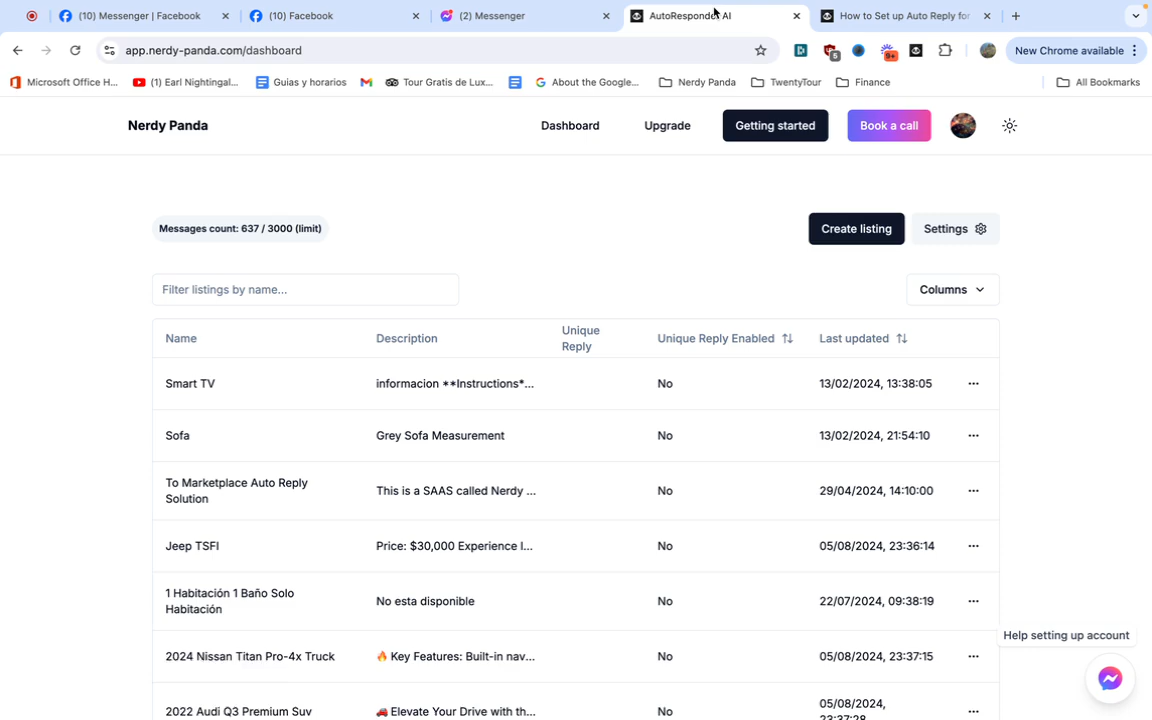 (10) Messenger | Facebook
(10) Facebook
(2) Messenger
AutoResponder AI
How to Set up Auto Reply for
app.nerdy-panda.com/dashboard
5
9+
New Chrome available
Microsoft Office H...
(1) Earl Nightingal...
Guias y horarios
Tour Gratis de Lux...
About the Google...
Nerdy Panda
TwentyTour
Finance
All Bookmarks
Nerdy Panda
Dashboard
Upgrade
Getting started
Book a call
Messages count: 637 / 3000 (limit)
Create listing
Settings
Filter listings by name...
Columns
Name
Description
Unique
Reply
Unique Reply Enabled
Last updated
Smart TV
informacion **Instructions*...
No
13/02/2024, 13:38:05
Sofa
Grey Sofa Measurement
No
13/02/2024, 21:54:10
To Marketplace Auto Reply
Solution
This is a SAAS called Nerdy ...
No
29/04/2024, 14:10:00
Jeep TSFI
Price: $30,000 Experience l...
No
05/08/2024, 23:36:14
1 Habitación 1 Baño Solo
Habitación
No esta disponible
No
22/07/2024, 09:38:19
Help setting up account
2024 Nissan Titan Pro-4x Truck
🔥 Key Features: Built-in nav...
No
05/08/2024, 23:37:15
2022 Audi Q3 Premium Suv
🚗 Elevate Your Drive with th...
No
05/08/2024,
23:37:28